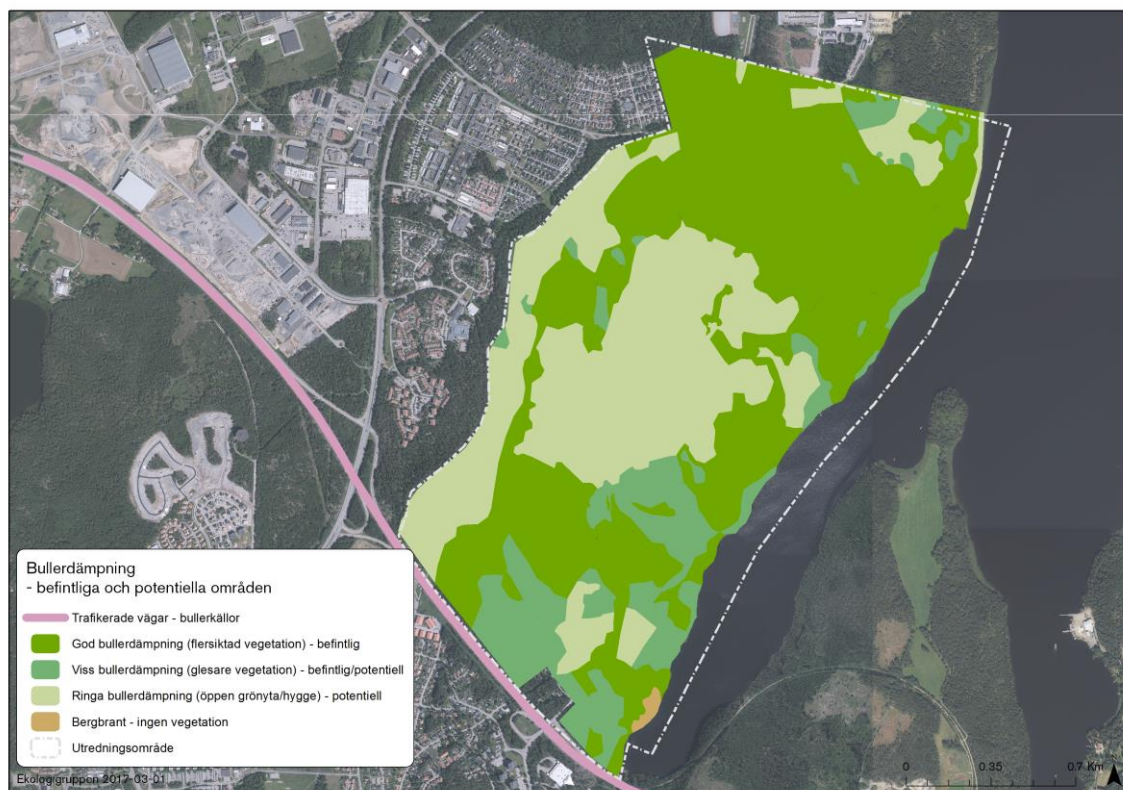 Bullerdämpning
- befintliga och potentiella områden
Trafikerade vägar - bullerkällor
God bullerdämpning (flersiktad vegetation) - befintlig
Viss bullerdämpning (glesare vegetation) - befintlig/potentiell
Ringa bullerdämpning (öppen grönyta/hygge) - potentiell
Bergbrant - ingen vegetation
Utredningsområde
Ekologigruppen 2017-03-01
0 0.35 0.7 Km